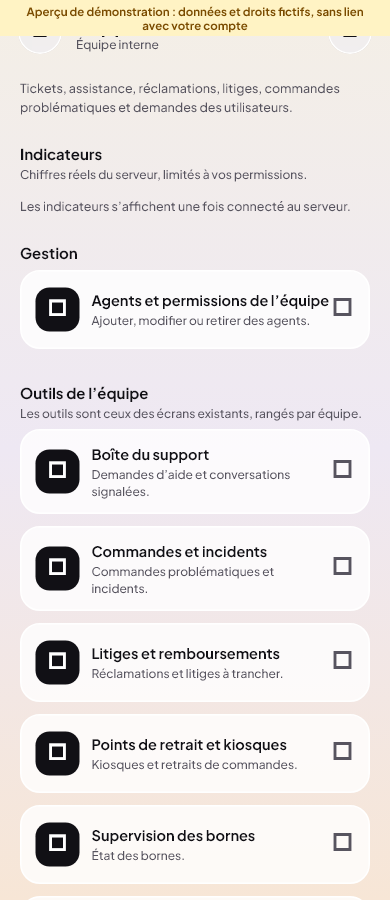 Aperçu de démonstration : données et droits fictifs, sans lien
avec votre compte
Équipe interne
Tickets, assistance, réclamations, litiges, commandes
problématiques et demandes des utilisateurs.
Indicateurs
Chiffres réels du serveur, limités à vos permissions.
Les indicateurs s’affichent une fois connecté au serveur.
Gestion
Agents et permissions de l’équipe
Ajouter, modifier ou retirer des agents.
Outils de l’équipe
Les outils sont ceux des écrans existants, rangés par équipe.
Boîte du support
Demandes d’aide et conversations
signalées.
Commandes et incidents
Commandes problématiques et
incidents.
Litiges et remboursements
Réclamations et litiges à trancher.
Points de retrait et kiosques
Kiosques et retraits de commandes.
Supervision des bornes
État des bornes.